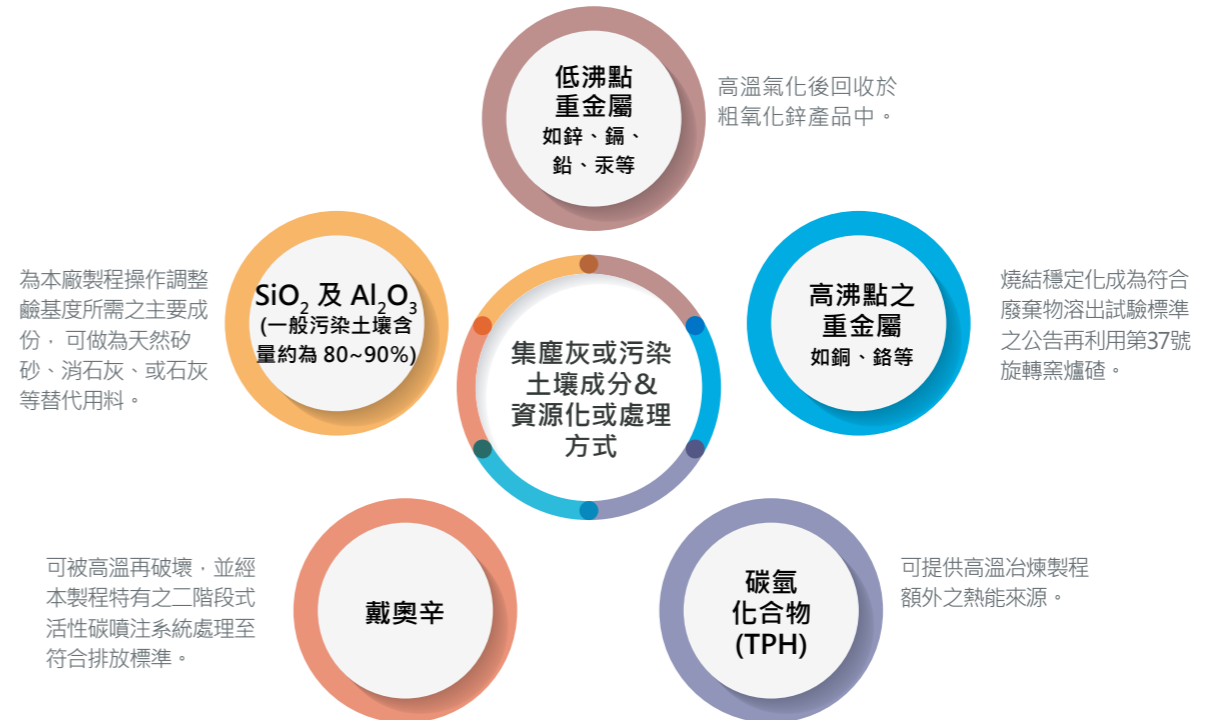 低沸點
重金屬
如鋅、鎘、
鉛、汞等
高溫氣化後回收於
粗氧化鋅產品中。
SiO₂ 及 Al₂O₃
(一般污染土壤含
量約為 80~90%)
為本廠製程操作調整
鹼基度所需之主要成
份．可做為天然矽
砂、消石灰、或石灰
等替代用料。
集塵灰或污染
土壤成分&
資源化或處理
方式
高沸點之
重金屬
如銅、鉻等
燒結穩定化成為符合
廢棄物溶出試驗標準
之公告再利用第37號
旋轉窯爐碴。
戴奧辛
可被高溫再破壞．並經
本製程特有之二階段式
活性碳噴注系統處理至
符合排放標準。
碳氫
化合物
(TPH)
可提供高溫冶煉製程
額外之熱能來源。